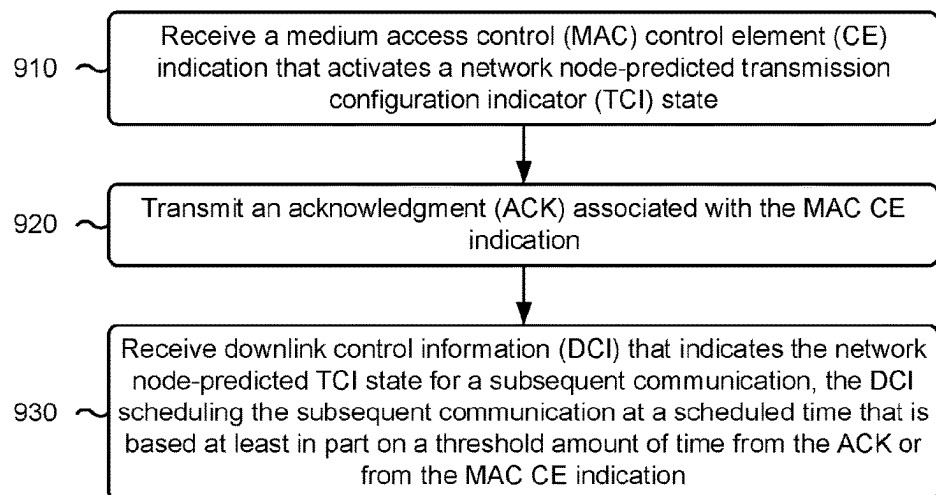 910
Receive a medium access control (MAC) control element (CE)
indication that activates a network node-predicted transmission
configuration indicator (TCI) state
920
Transmit an acknowledgment (ACK) associated with the MAC CE
indication
930
Receive downlink control information (DCI) that indicates the network
node-predicted TCI state for a subsequent communication, the DCI
scheduling the subsequent communication at a scheduled time that is
based at least in part on a threshold amount of time from the ACK or
from the MAC CE indication